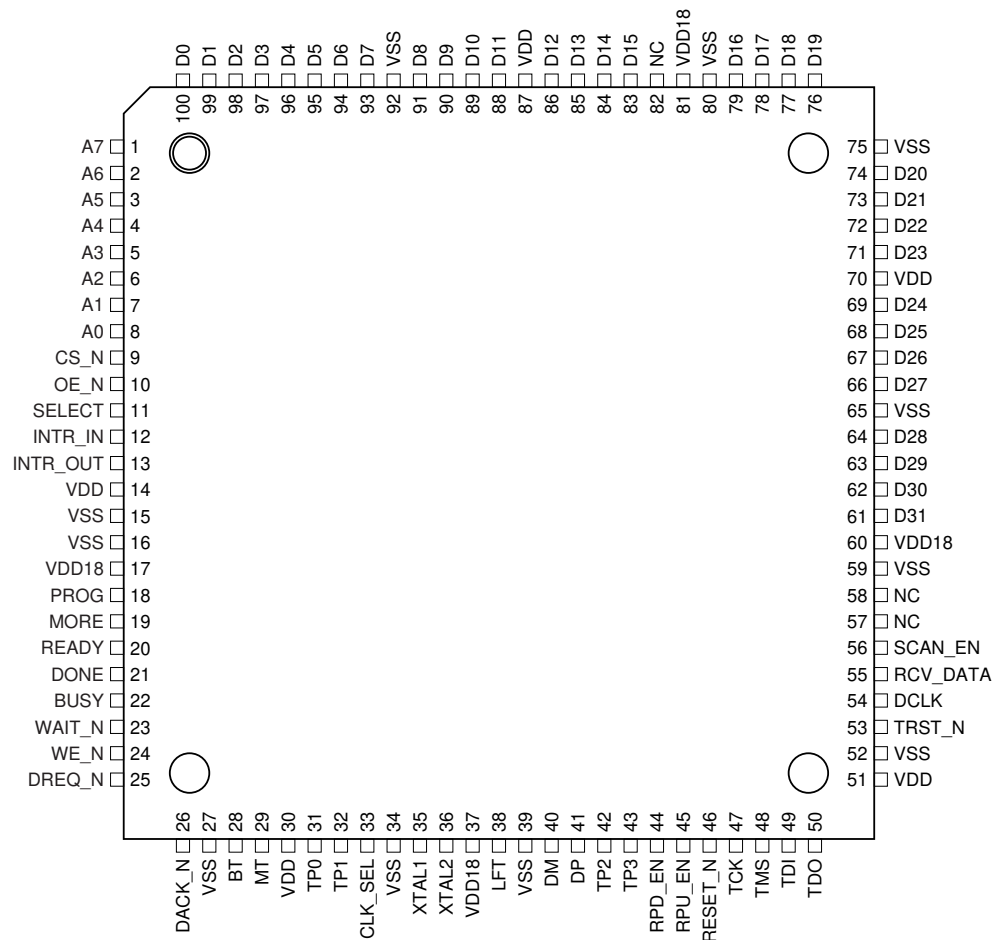 D0 D1 D2 D3 D4 D5 D6 D7 VSS D8 D9 D10 D11 VDD D12 D13 D14 D15 NC VDD18 VSS D16 D17 D18 D19
100 99 98 97 96 95 94 93 92 91 90 89 88 87 86 85 84 83 82 81 80 79 78 77 76
A7 1 75 VSS
A6 2 74 D20
A5 3 73 D21
A4 4 72 D22
A3 5 71 D23
A2 6 70 VDD
A1 7 69 D24
A0 8 68 D25
CS_N 9 67 D26
OE_N 10 66 D27
SELECT 11 65 VSS
INTR_IN 12 64 D28
INTR_OUT 13 63 D29
VDD 14 62 D30
VSS 15 61 D31
VSS 16 60 VDD18
VDD18 17 59 VSS
PROG 18 58 NC
MORE 19 57 NC
READY 20 56 SCAN_EN
DONE 21 55 RCV_DATA
BUSY 22 54 DCLK
WAIT_N 23 53 TRST_N
WE_N 24 52 VSS
DREQ_N 25 51 VDD
26 27 28 29 30 31 32 33 34 35 36 37 38 39 40 41 42 43 44 45 46 47 48 49 50
DACK_N VSS BT MT VDD TP0 TP1 CLK_SEL VSS XTAL1 XTAL2 VDD18 LFT VSS DM DP TP2 TP3 RPD_EN RPU_EN RESET_N TCK TMS TDI TDO